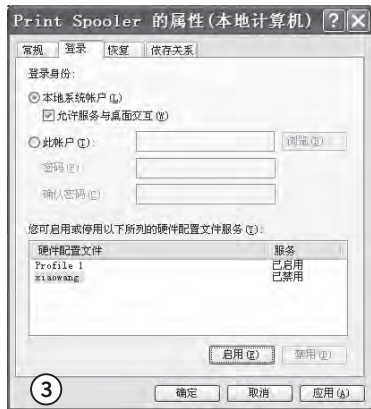 Print Spooler 的属性(本地计算机)
常规 登录 恢复 依存关系
登录身份:
本地系统帐户(L)
允许服务与桌面交互(W)
此帐户(T): 浏览(B)
密码(P):
确认密码(C):
您可启用或停用以下所列的硬件配置文件服务(Y):
硬件配置文件 服务
Profile 1 已启用
xiaowang 已禁用
启用(E) 禁用(D)
③ 确定 取消 应用(A)